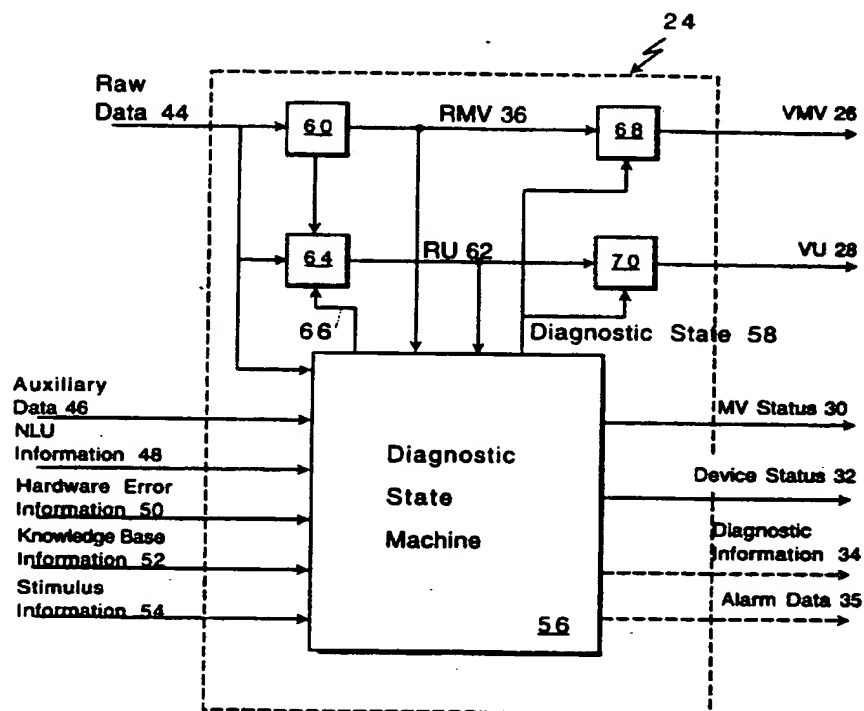 24
Raw
Data 44
60
RMV 36
68
VMV 26
64
RU 62
70
VU 28
66
Diagnostic State 58
Auxiliary
Data 46
NLU
Information 48
Hardware Error
Information 50
Knowledge Base
Information 52
Stimulus
Information 54
Diagnostic
State
Machine
56
MV Status 30
Device Status 32
Diagnostic
Information 34
Alarm Data 35